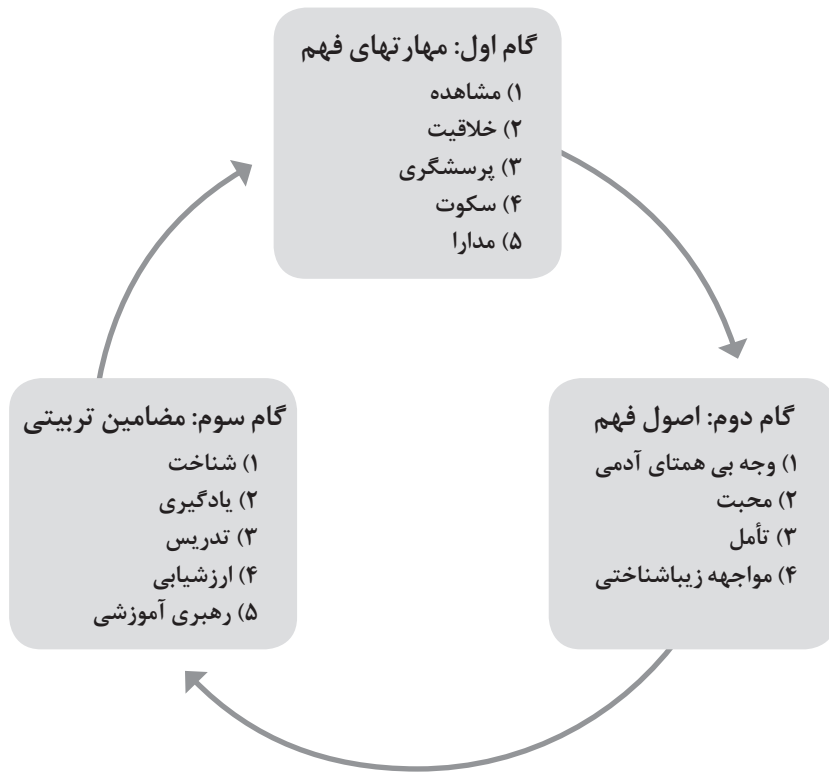 گام اول: مهارتهای فهم
۱) مشاهده
۲) خلاقیت
۳) پرسشگری
۴) سکوت
۵) مدارا
گام دوم: اصول فهم
۱) وجه بی همتای آدمی
۲) محبت
۳) تأمل
۴) مواجهه زیباشناختی
گام سوم: مضامین تربیتی
۱) شناخت
۲) یادگیری
۳) تدریس
۴) ارزشیابی
۵) رهبری آموزشی